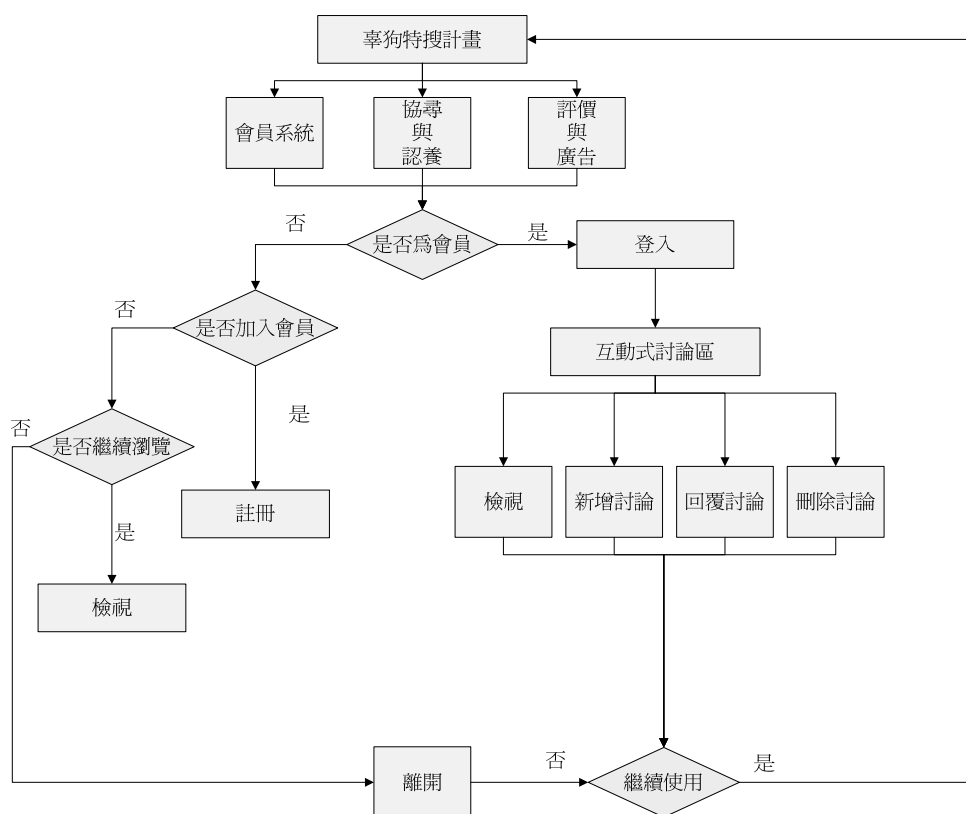 辜狗特搜計畫
會員系統
協尋
與
認養
評價
與
廣告
否
是否為會員
是
登入
否
是否加入會員
互動式討論區
否
是否繼續瀏覽
是
檢視
新增討論
回覆討論
刪除討論
註冊
是
檢視
離開
否
繼續使用
是